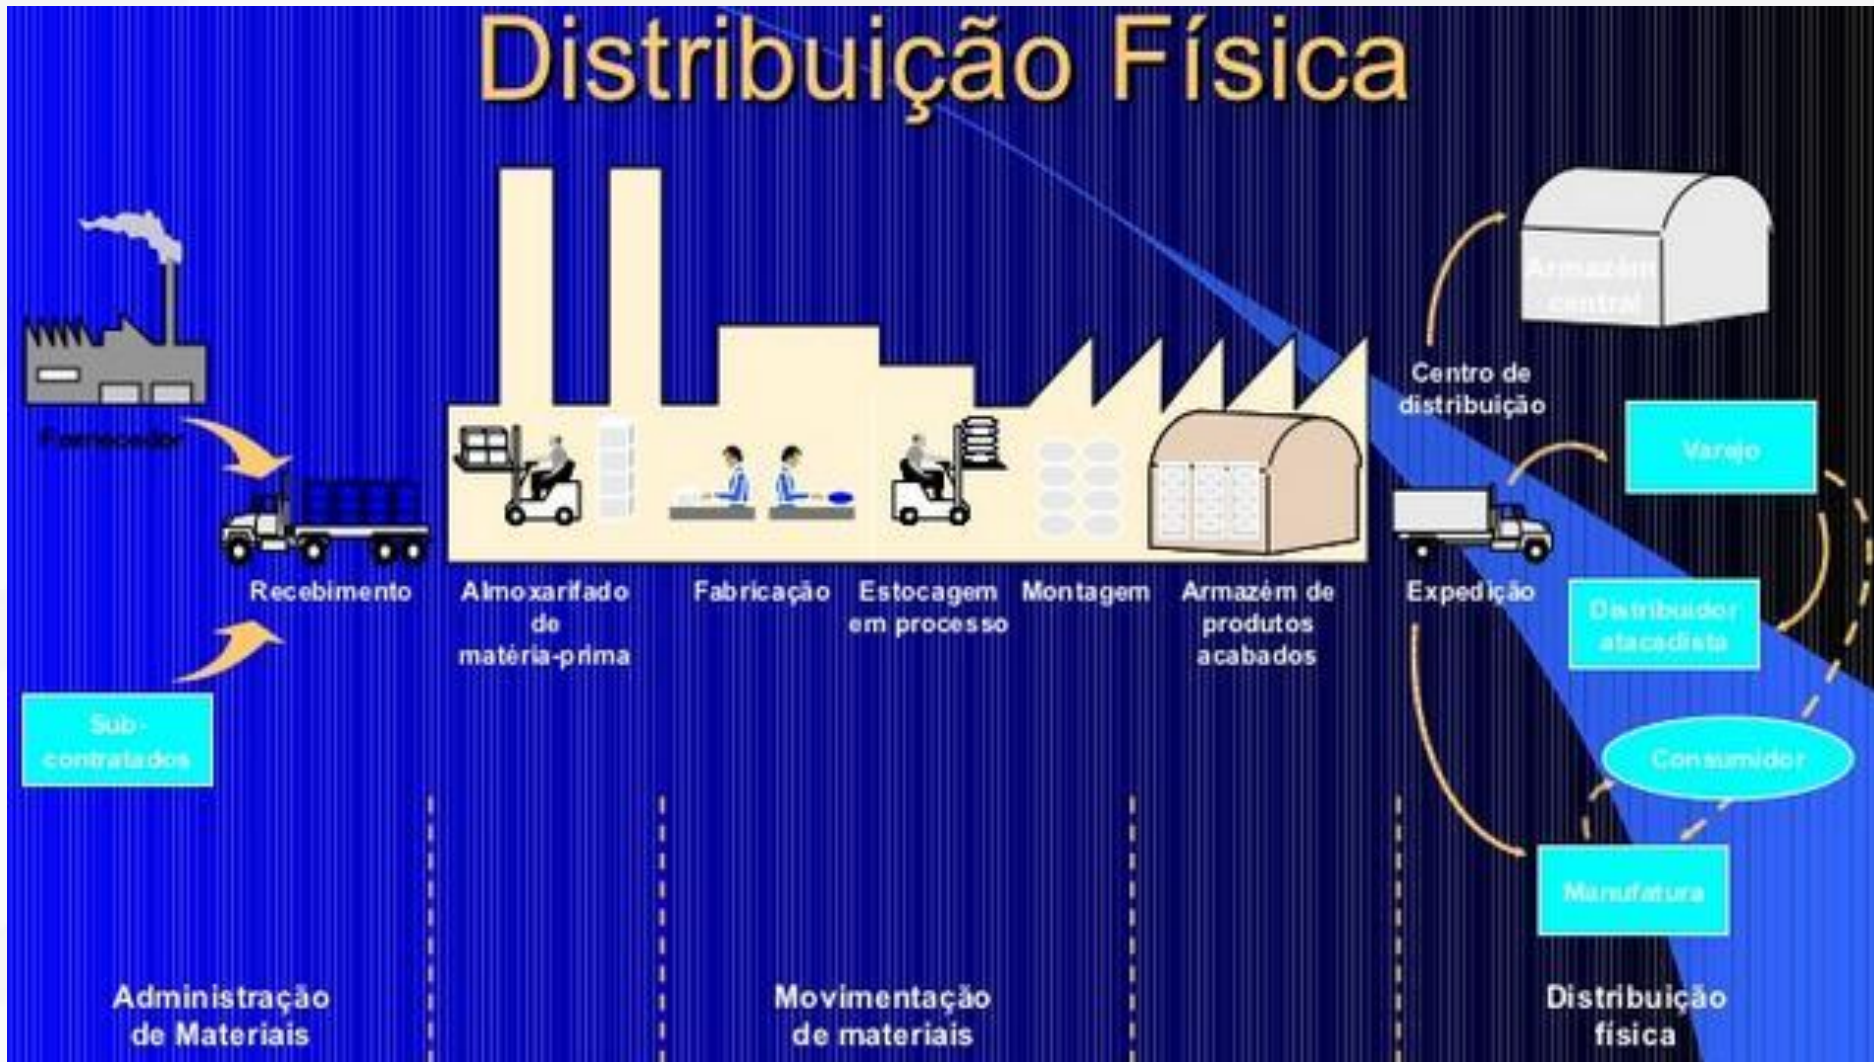 Distribuição Física
Armazém
central
Centro de
distribuição
Varejo
Fornecedor
Recebimento
Almoxarifado
de
matéria-prima
Fabricação
Estocagem
em processo
Montagem
Armazém de
produtos
acabados
Expedição
Distribuidor
atacadista
Sub-
contratados
Consumidor
Manufatura
Administração
de Materiais
Movimentação
de materiais
Distribuição
física